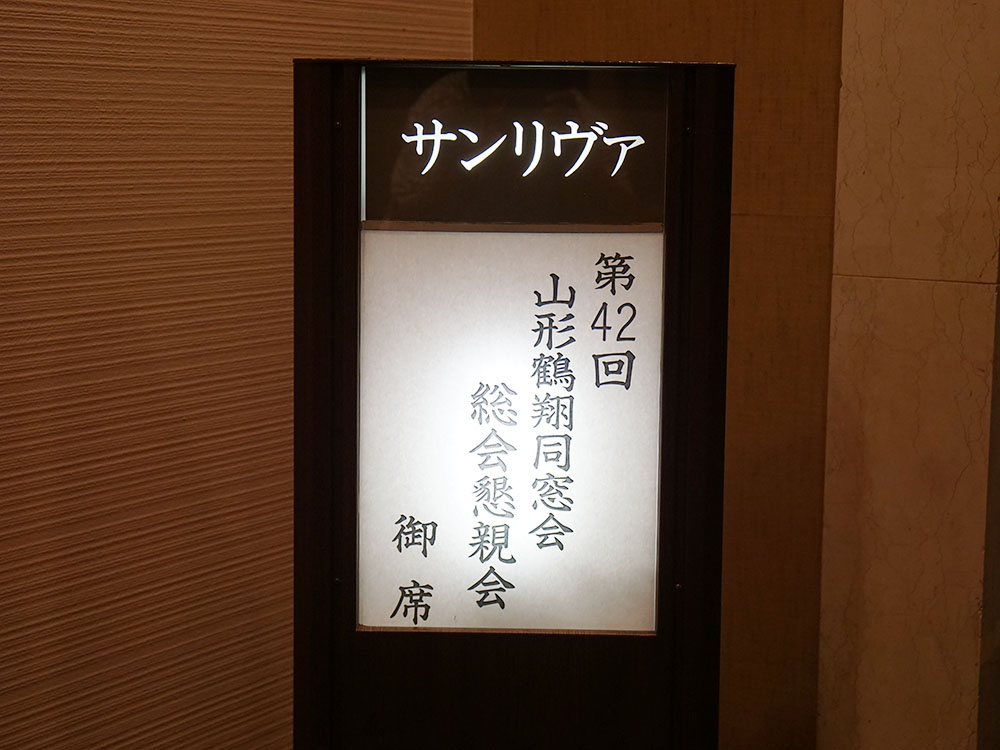 サンリヴァ
第42回
山形鶴翔同窓会
総会懇親会
御席